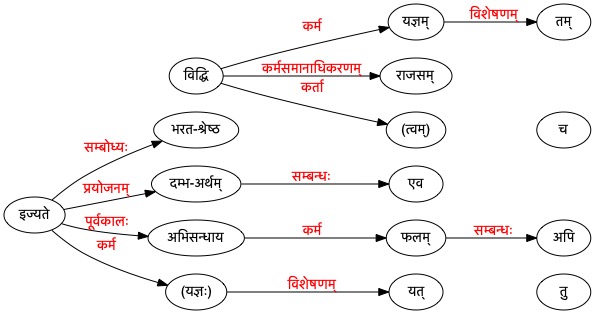 कर्म
यज्ञम्
विशेषणम्
तम्
विद्धि
कर्मसमानाधिकरणम्
राजसम्
कर्ता
(त्वम्)
च
सम्बोध्यः
भरत-श्रेष्ठ
इज्यते
प्रयोजनम्
दम्भ-अर्थम्
सम्बन्धः
एव
पूर्वकालः
अभिसन्धाय
कर्म
फलम्
सम्बन्धः
अपि
कर्म
(यज्ञः)
विशेषणम्
यत्
तु